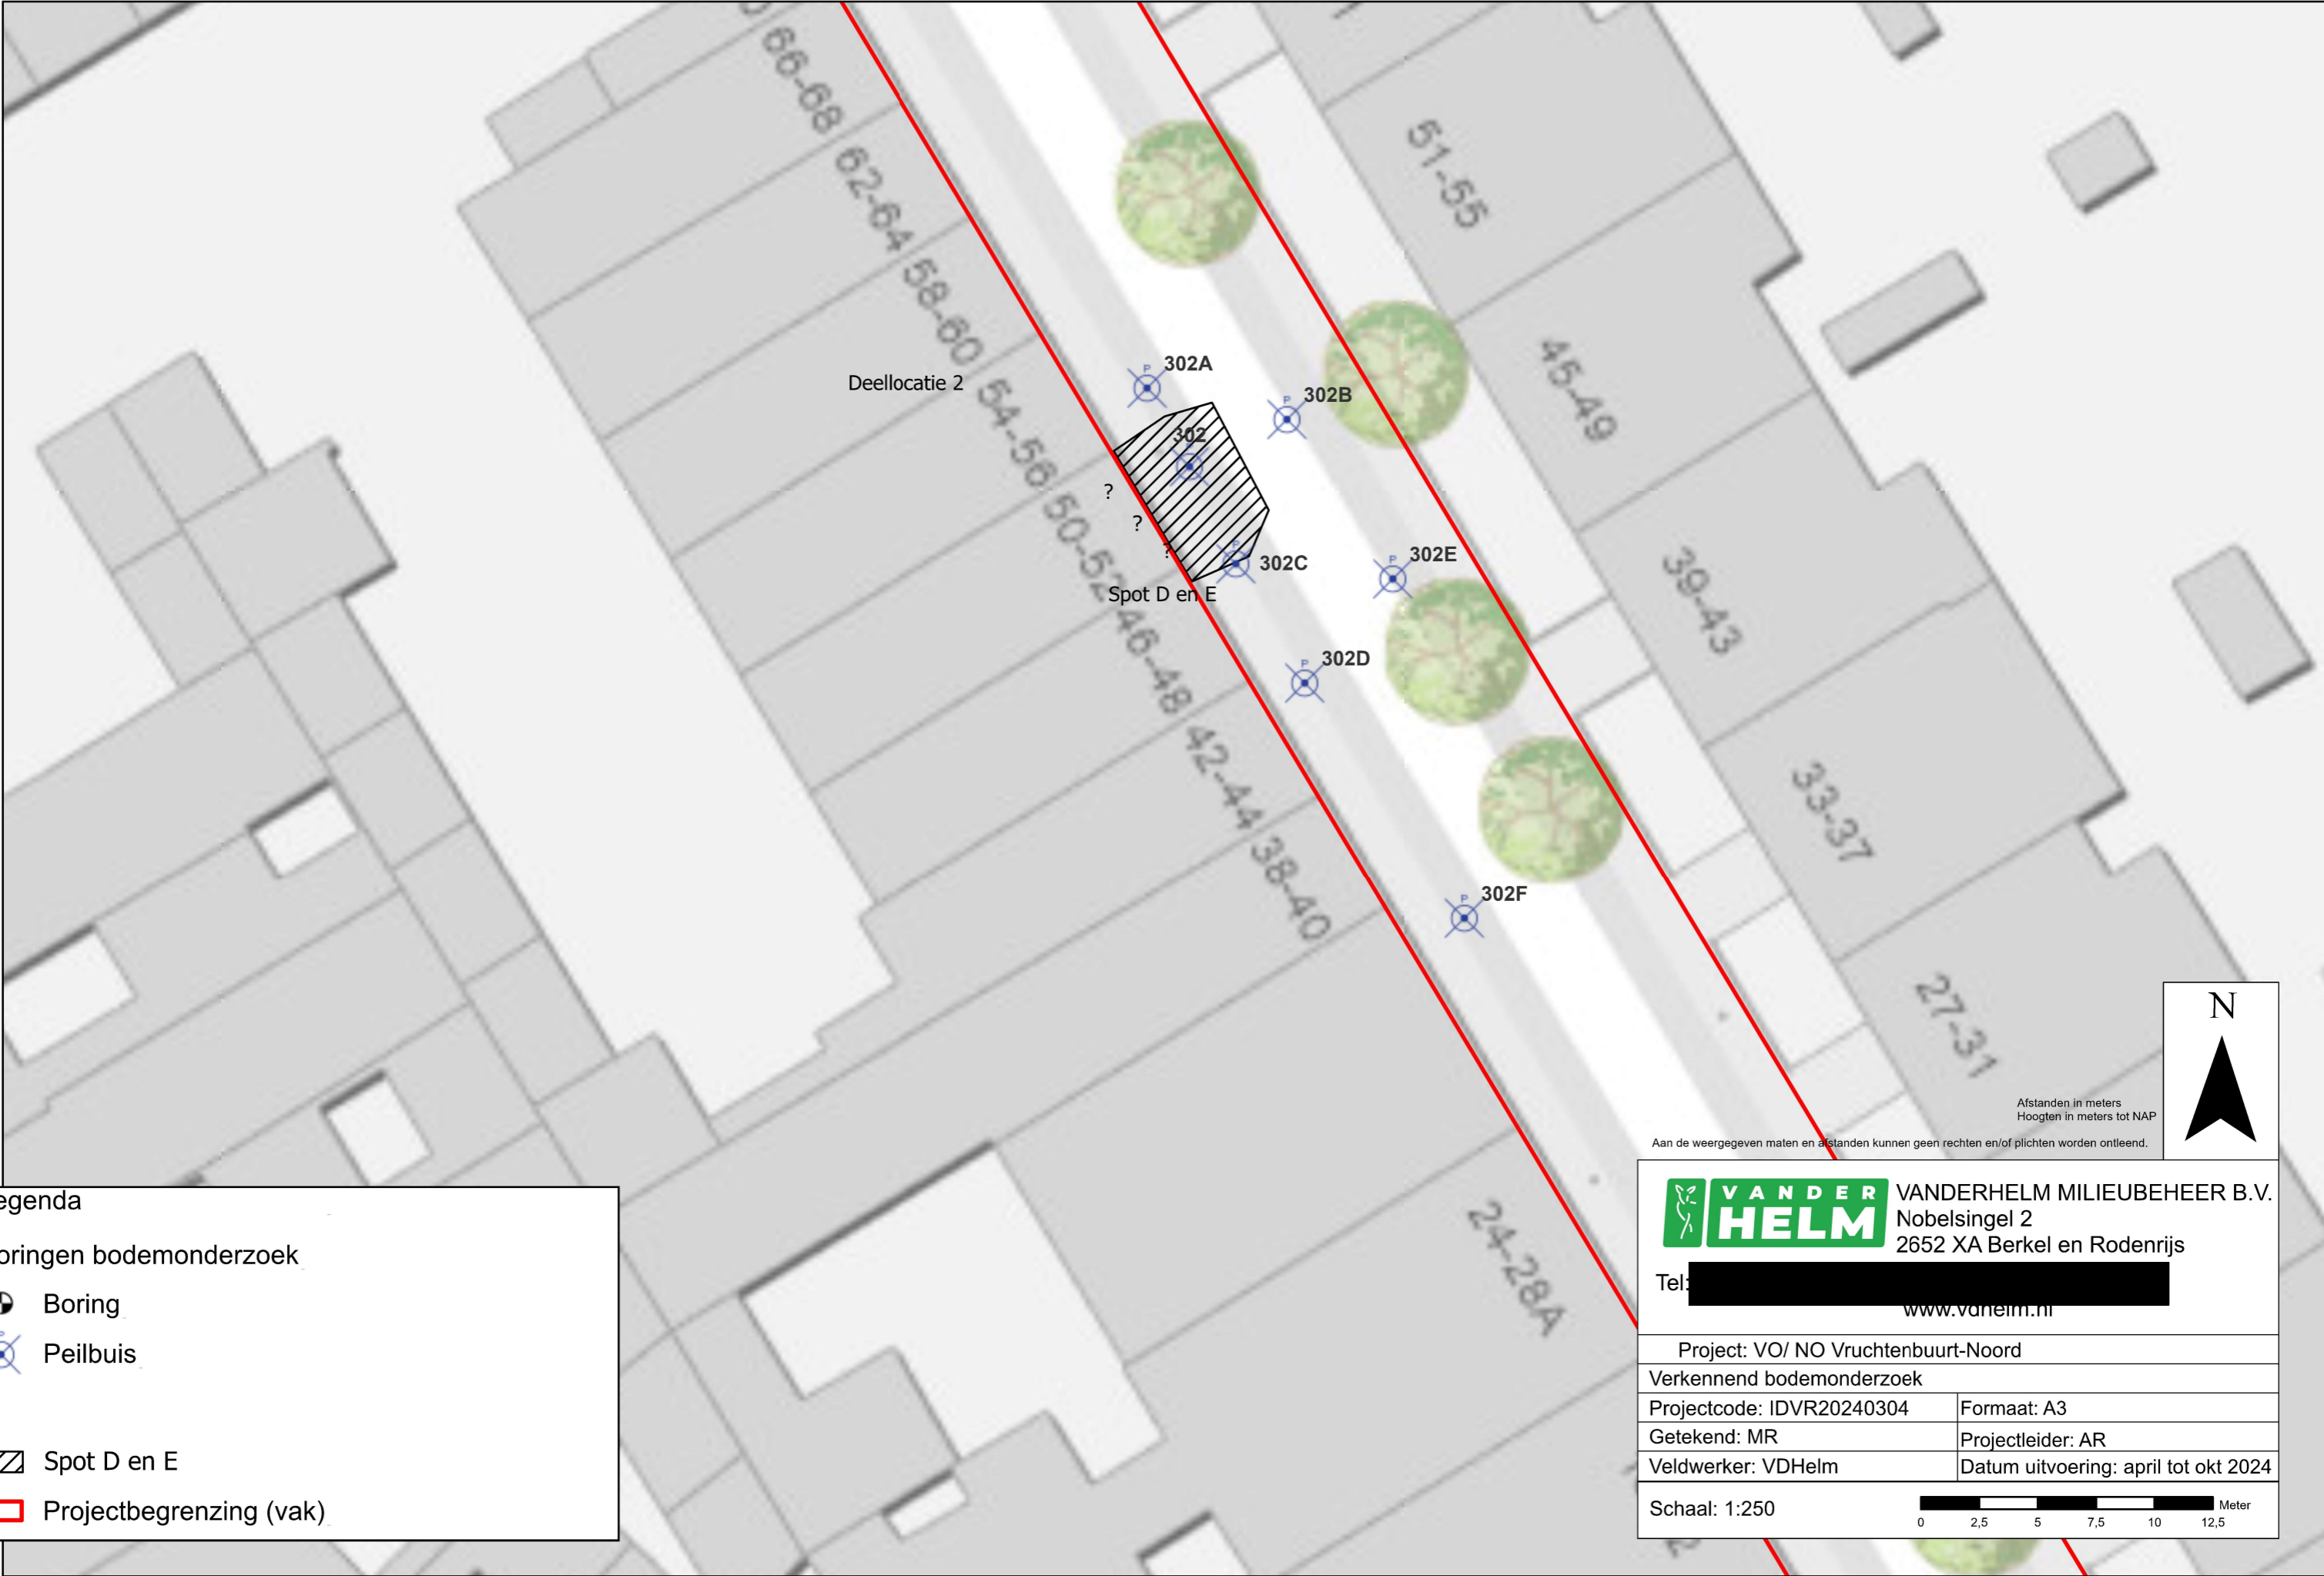 66-68
62-64
58-60
54-56
50-52
46-48
42-44
38-40
24-28A
51-55
45-49
39-43
33-37
27-31
Deellocatie 2
P
302A
P
302B
302
?
?
?
P
302C
Spot D en E
P
302E
P
302D
P
302F
N
Afstanden in meters
Hoogten in meters tot NAP
Aan de weergegeven maten en afstanden kunnen geen rechten en/of plichten worden ontleend.
VANDER
HELM
VANDERHELM MILIEUBEHEER B.V.
Nobelsingel 2
2652 XA Berkel en Rodenrijs
Tel:
www.vdhelm.nl
Project: VO/ NO Vruchtenbuurt-Noord
Verkennend bodemonderzoek
Projectcode: IDVR20240304
Formaat: A3
Getekend: MR
Projectleider: AR
Veldwerker: VDHelm
Datum uitvoering: april tot okt 2024
Schaal: 1:250
Meter
0 2,5 5 7,5 10 12,5
egenda
oringen bodemonderzoek
Boring
Peilbuis
Spot D en E
Projectbegrenzing (vak)